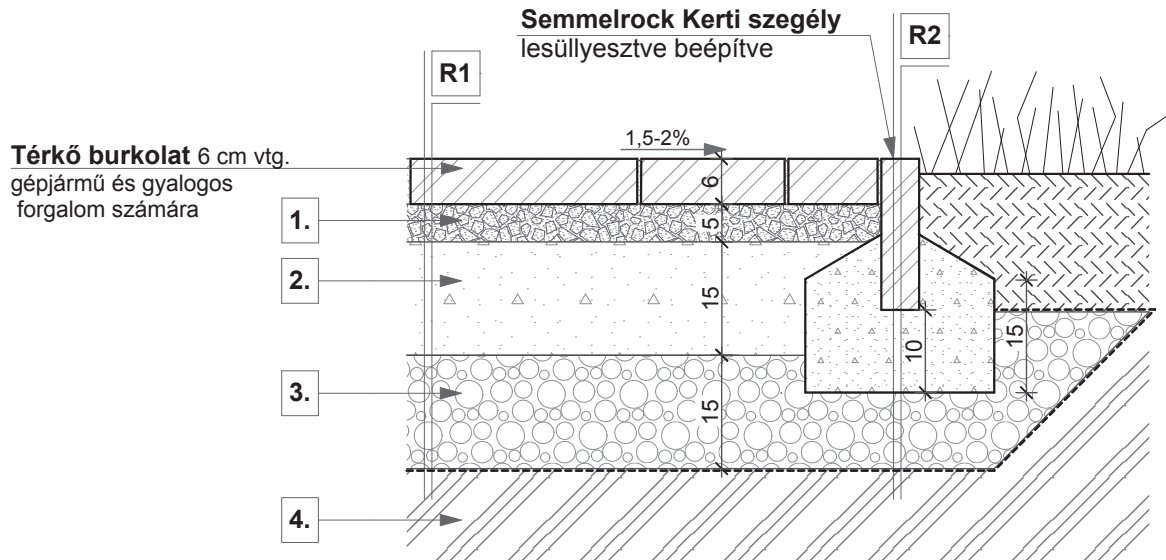 Semmelrock Kerti szegély
lesüllyesztve beépítve
R1
R2
1,5-2%
Térkő burkolat 6 cm vtg.
gépjármű és gyalogos
forgalom számára
6
1.
5
2.
15
10
15
3.
15
4.